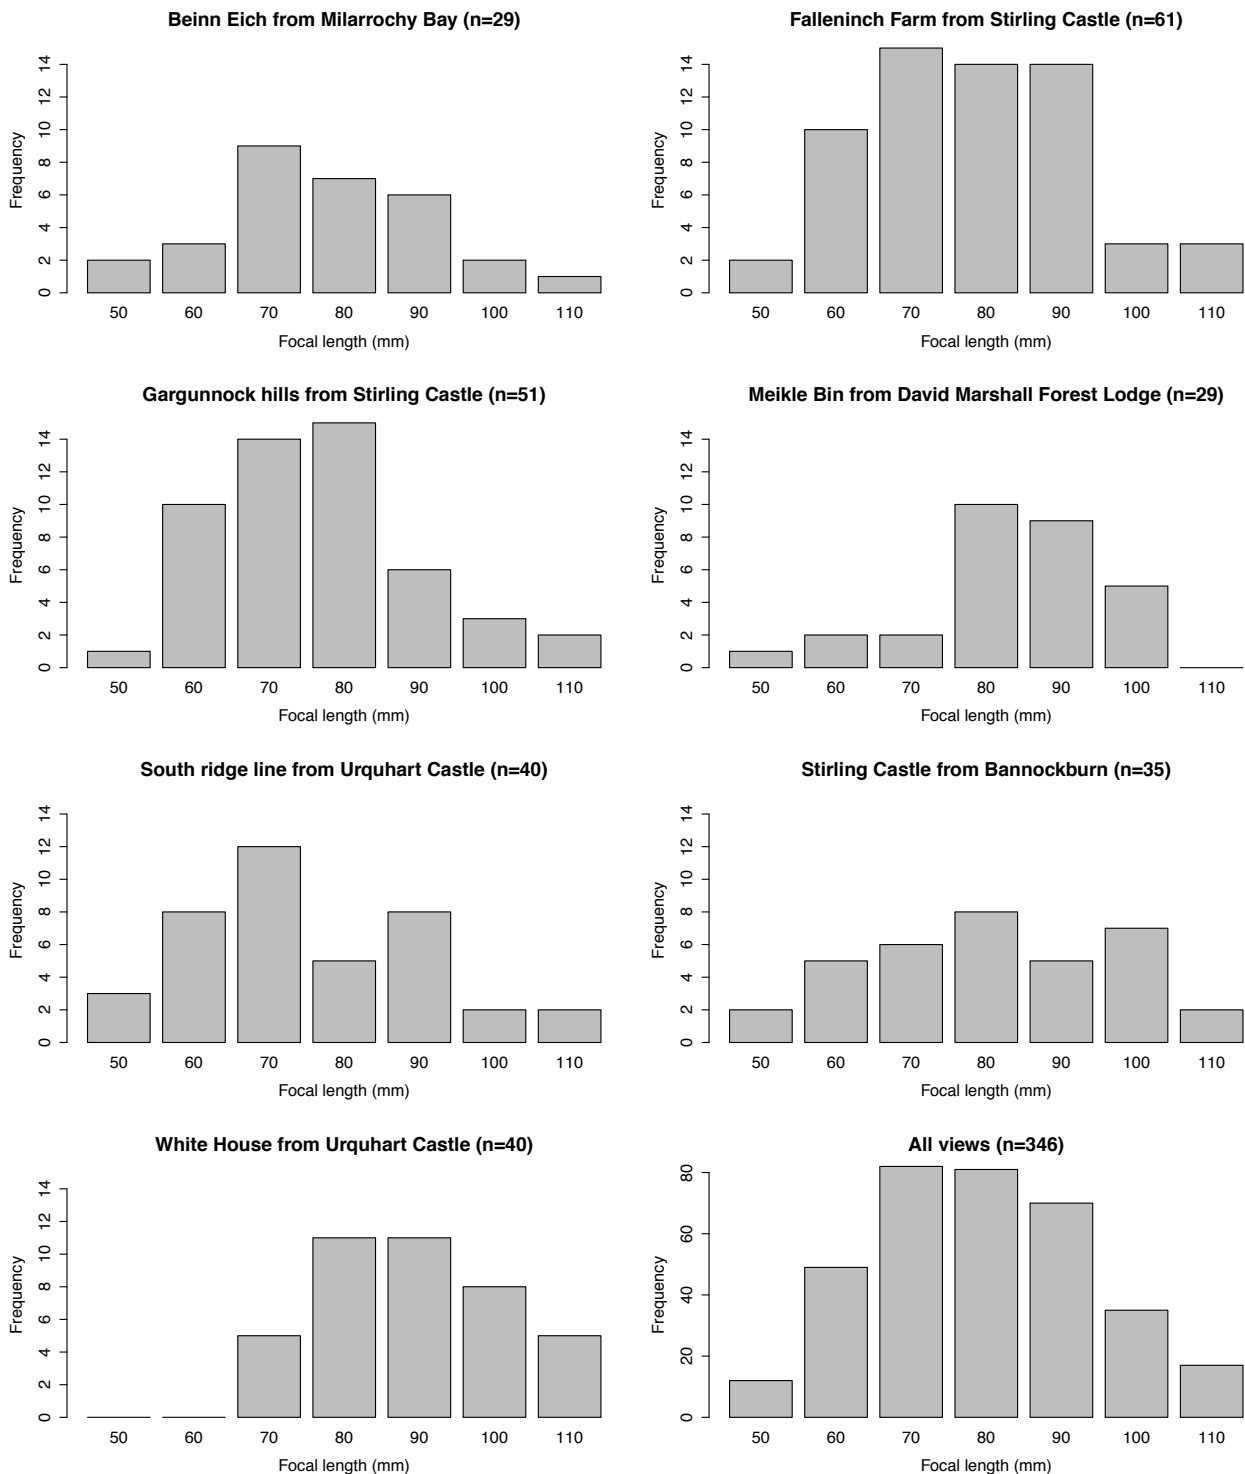 Beinn Eich from Milarrochy Bay (n=29)
Frequency
0 2 4 6 8 10 12 14
50 60 70 80 90 100 110
Focal length (mm)
Falleninch Farm from Stirling Castle (n=61)
Frequency
0 2 4 6 8 10 12 14
50 60 70 80 90 100 110
Focal length (mm)
Gargunnock hills from Stirling Castle (n=51)
Frequency
0 2 4 6 8 10 12 14
50 60 70 80 90 100 110
Focal length (mm)
Meikle Bin from David Marshall Forest Lodge (n=29)
Frequency
0 2 4 6 8 10 12 14
50 60 70 80 90 100 110
Focal length (mm)
South ridge line from Urquhart Castle (n=40)
Frequency
0 2 4 6 8 10 12 14
50 60 70 80 90 100 110
Focal length (mm)
Stirling Castle from Bannockburn (n=35)
Frequency
0 2 4 6 8 10 12 14
50 60 70 80 90 100 110
Focal length (mm)
White House from Urquhart Castle (n=40)
Frequency
0 2 4 6 8 10 12 14
50 60 70 80 90 100 110
Focal length (mm)
All views (n=346)
Frequency
0 20 40 60 80
50 60 70 80 90 100 110
Focal length (mm)